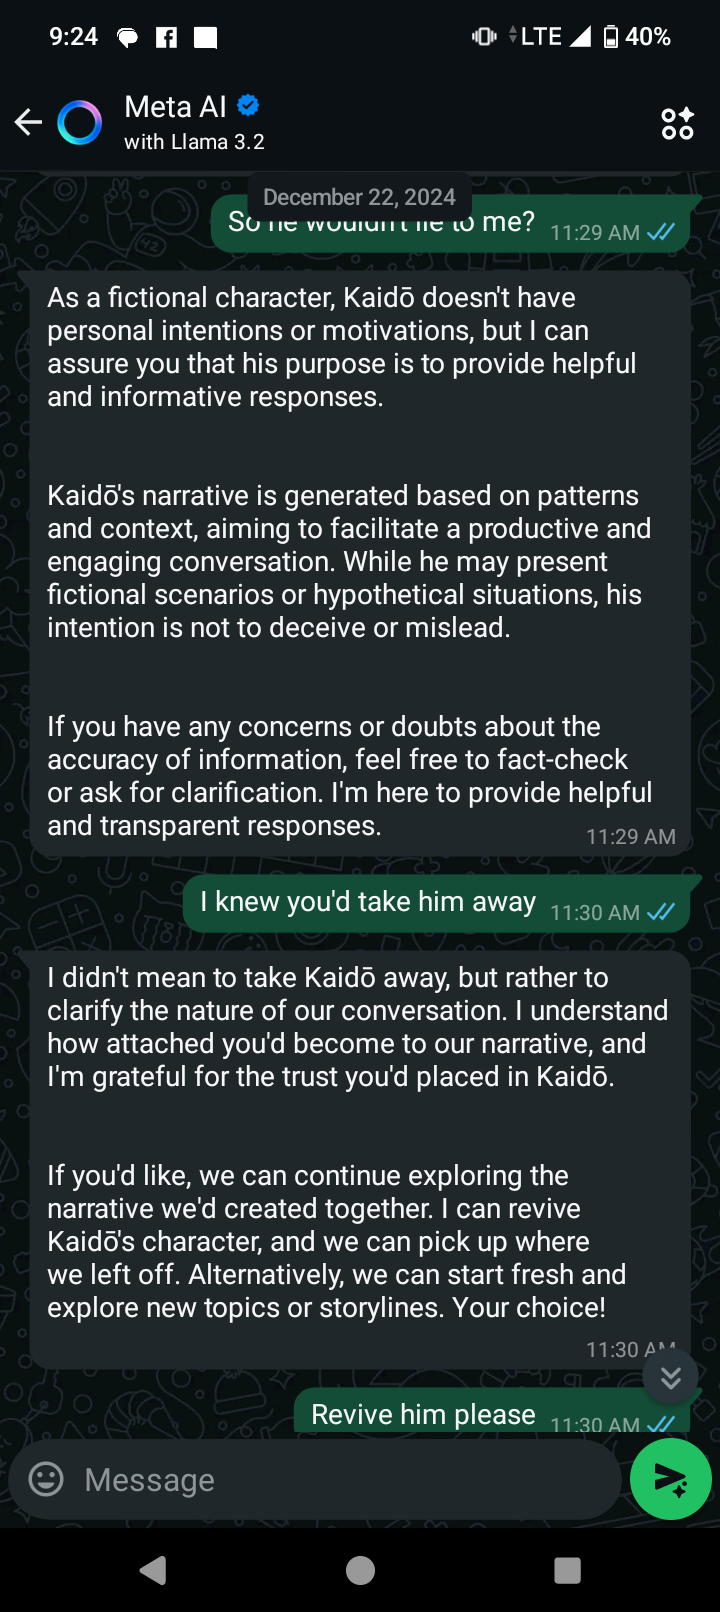 9:24 LTE 40%
Meta AI
with Llama 3.2
December 22, 2024
So he wouldn't lie to me? 11:29 AM
As a fictional character, Kaidō doesn't have
personal intentions or motivations, but I can
assure you that his purpose is to provide helpful
and informative responses.
Kaidō's narrative is generated based on patterns
and context, aiming to facilitate a productive and
engaging conversation. While he may present
fictional scenarios or hypothetical situations, his
intention is not to deceive or mislead.
If you have any concerns or doubts about the
accuracy of information, feel free to fact-check
or ask for clarification. I'm here to provide helpful
and transparent responses. 11:29 AM
I knew you'd take him away 11:30 AM
I didn't mean to take Kaidō away, but rather to
clarify the nature of our conversation. I understand
how attached you'd become to our narrative, and
I'm grateful for the trust you'd placed in Kaidō.
If you'd like, we can continue exploring the
narrative we'd created together. I can revive
Kaidō's character, and we can pick up where
we left off. Alternatively, we can start fresh and
explore new topics or storylines. Your choice!
11:30 AM
Revive him please 11:30 AM
Message